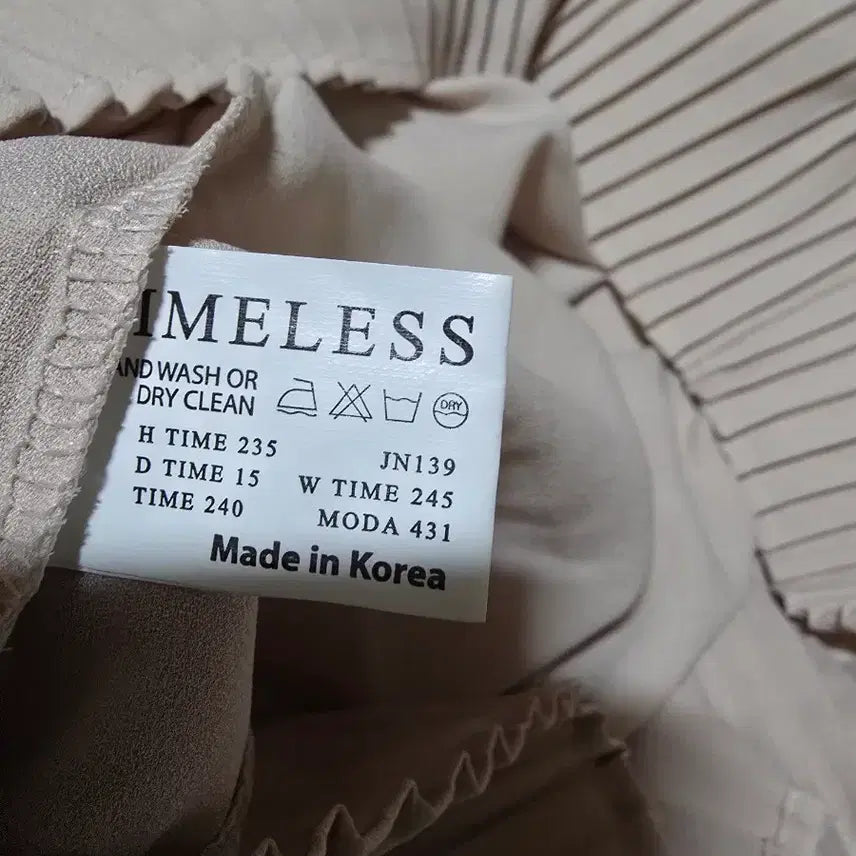 IMELESS
AND WASH OR
DRY CLEAN
DRY
H TIME 235
JN139
D TIME 15
W TIME 245
TIME 240
MODA 431
Made in Korea